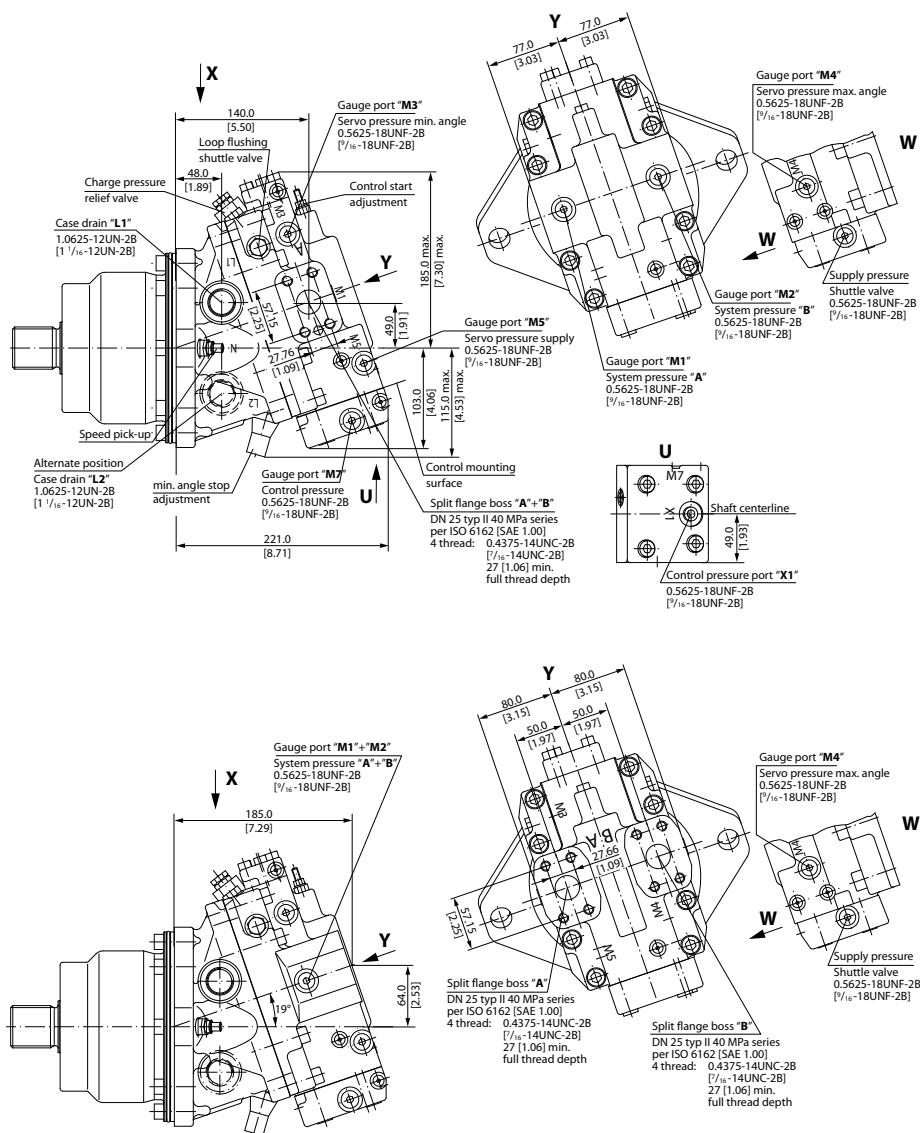 Y
77.0
[3.03]
77.0
[3.03]
X
140.0
[5.50]
48.0
[1.89]
Gauge port "M3"
Servo pressure min. angle
0.5625-18UNF-2B
[9/16-18UNF-2B]
Loop flushing
shuttle valve
Charge pressure
relief valve
Control start
adjustment
Case drain "L1"
1.0625-12UN-2B
[1 1/16-12UN-2B]
L1
M3
Y
185.0 max.
[7.30] max.
57.15
[2.25]
M1
49.0
[1.91]
Gauge port "M5"
Servo pressure supply
0.5625-18UNF-2B
[9/16-18UNF-2B]
N
M5
27.76
[1.09]
L2
103.0
[4.06]
115.0 max.
[4.53] max.
Speed pick-up
Alternate position
Case drain "L2"
1.0625-12UN-2B
[1 1/16-12UN-2B]
min. angle stop
adjustment
Gauge port "M7"
Control pressure
0.5625-18UNF-2B
[9/16-18UNF-2B]
U
Control mounting
surface
Split flange boss "A"+"B"
DN 25 typ II 40 MPa series
per ISO 6162 [SAE 1.00]
4 thread: 0.4375-14UNC-2B
[7/16-14UNC-2B]
27 [1.06] min.
full thread depth
221.0
[8.71]
Gauge port "M4"
Servo pressure max. angle
0.5625-18UNF-2B
[9/16-18UNF-2B]
W
M4
W
Supply pressure
Shuttle valve
0.5625-18UNF-2B
[9/16-18UNF-2B]
Gauge port "M2"
System pressure "B"
0.5625-18UNF-2B
[9/16-18UNF-2B]
Gauge port "M1"
System pressure "A"
0.5625-18UNF-2B
[9/16-18UNF-2B]
U
M7
X1
Shaft centerline
49.0
[1.93]
Control pressure port "X1"
0.5625-18UNF-2B
[9/16-18UNF-2B]
Y
80.0
[3.15]
80.0
[3.15]
50.0
[1.97]
50.0
[1.97]
Gauge port "M1"+"M2"
System pressure "A"+"B"
0.5625-18UNF-2B
[9/16-18UNF-2B]
X
185.0
[7.29]
Y
64.0
[2.53]
19°
M3
B A
27.66
[1.09]
57.15
[2.25]
M4
M5
Gauge port "M4"
Servo pressure max. angle
0.5625-18UNF-2B
[9/16-18UNF-2B]
W
M4
W
Supply pressure
Shuttle valve
0.5625-18UNF-2B
[9/16-18UNF-2B]
Split flange boss "A"
DN 25 typ II 40 MPa series
per ISO 6162 [SAE 1.00]
4 thread: 0.4375-14UNC-2B
[7/16-14UNC-2B]
27 [1.06] min.
full thread depth
Split flange boss "B"
DN 25 typ II 40 MPa series
per ISO 6162 [SAE 1.00]
4 thread: 0.4375-14UNC-2B
[7/16-14UNC-2B]
27 [1.06] min.
full thread depth